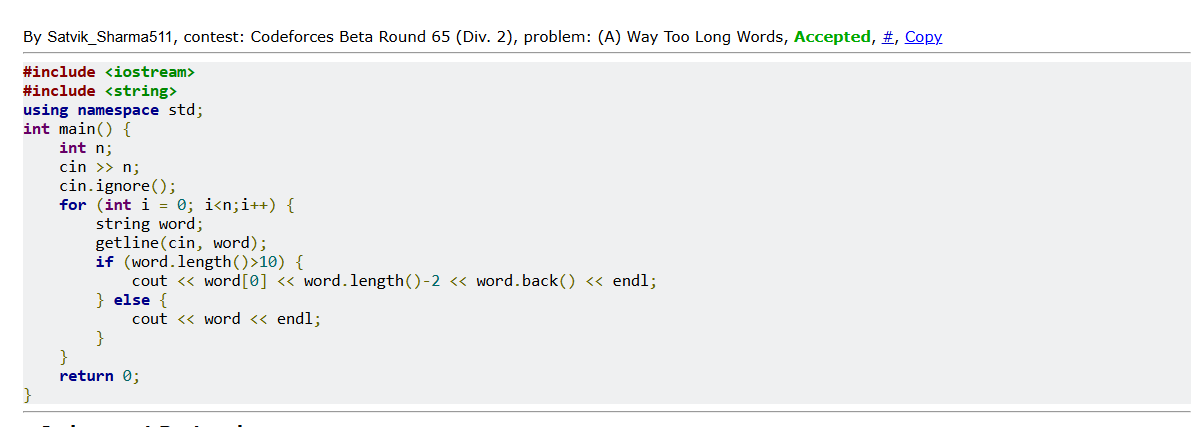 By Satvik_Sharma511, contest: Codeforces Beta Round 65 (Div. 2), problem: (A) Way Too Long Words, Accepted, #, Copy
#include <iostream>
#include <string>
using namespace std;
int main() {
    int n;
    cin >> n;
    cin.ignore();
    for (int i = 0; i<n;i++) {
        string word;
        getline(cin, word);
        if (word.length()>10) {
            cout << word[0] << word.length()-2 << word.back() << endl;
        } else {
            cout << word << endl;
        }
    }
    return 0;
}